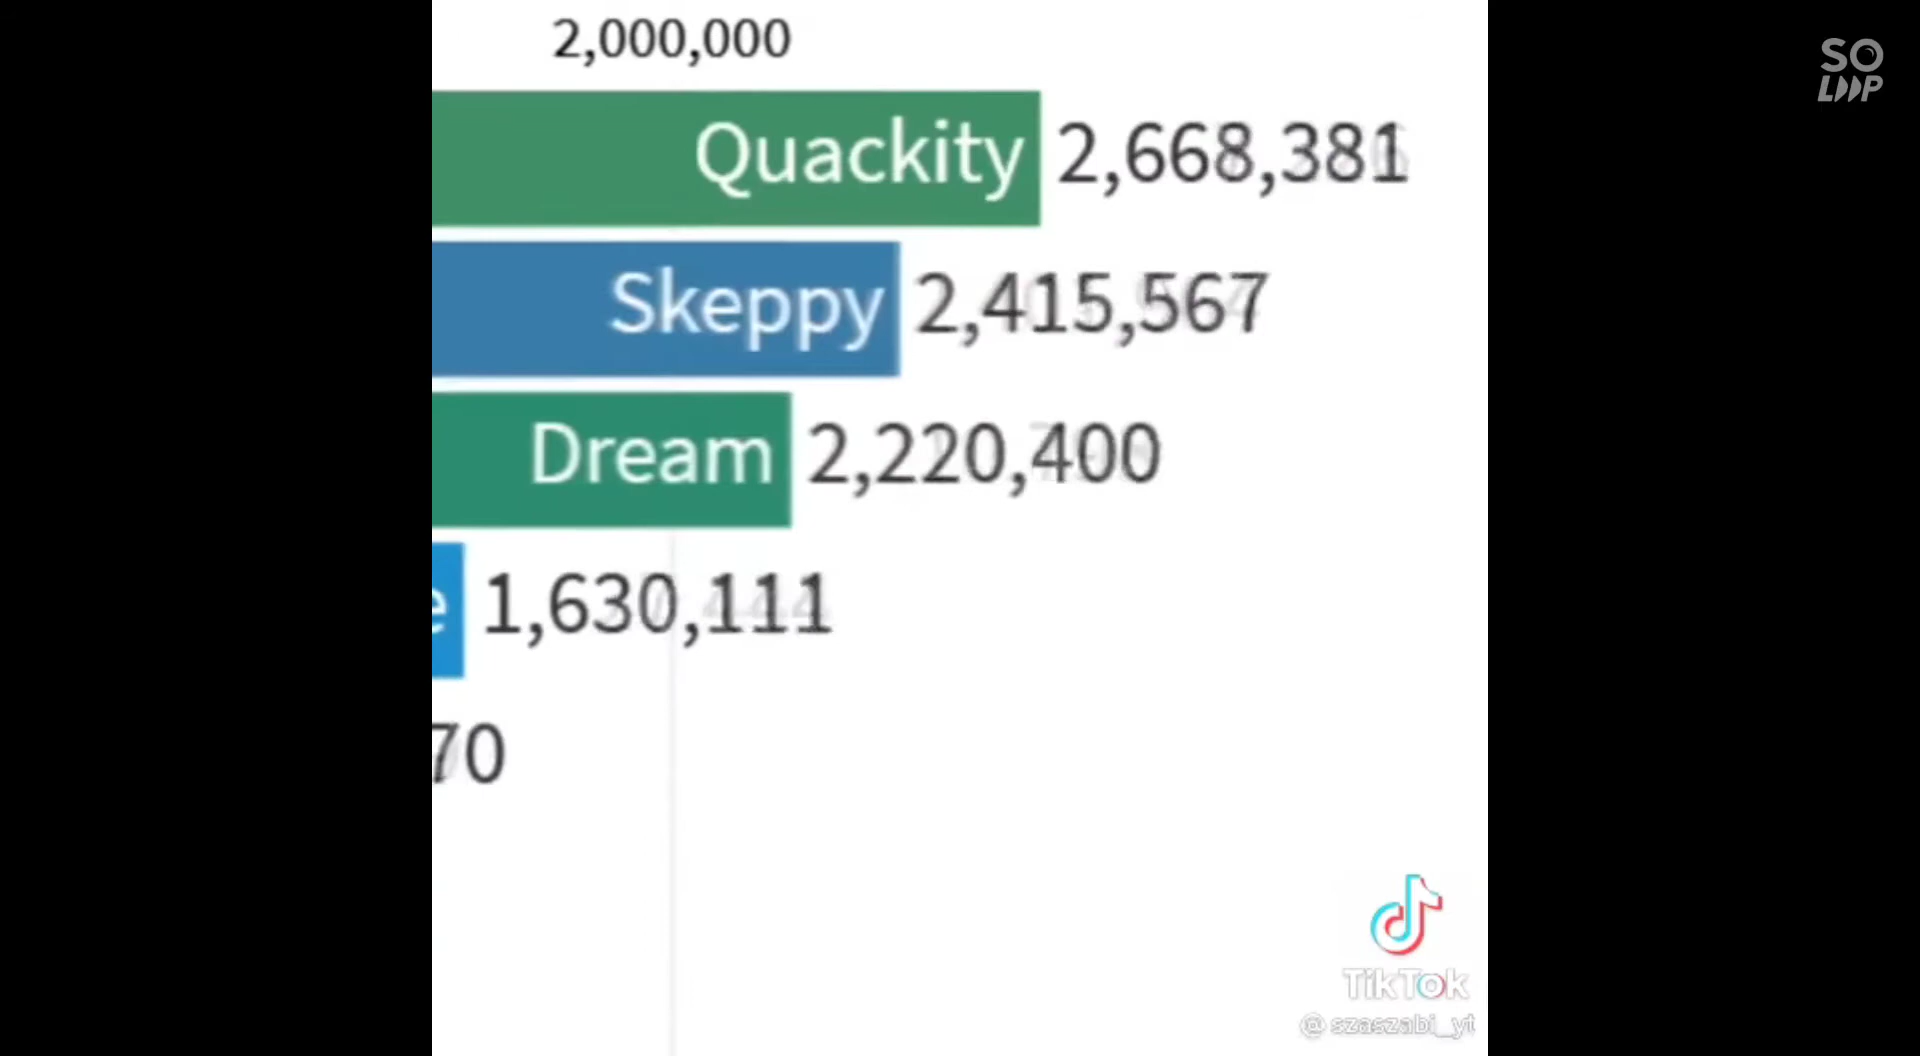 2,000,000
Quackity 2,668,381
Skeppy 2,415,567
Dream 2,220,400
e 1,630,111
70
SO
LOOP
TikTok
@ szaszabi_yt